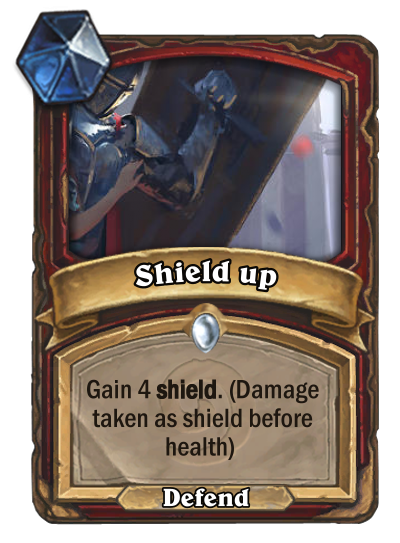 Shield up
Gain 4 shield. (Damage
taken as shield before
health)
Defend